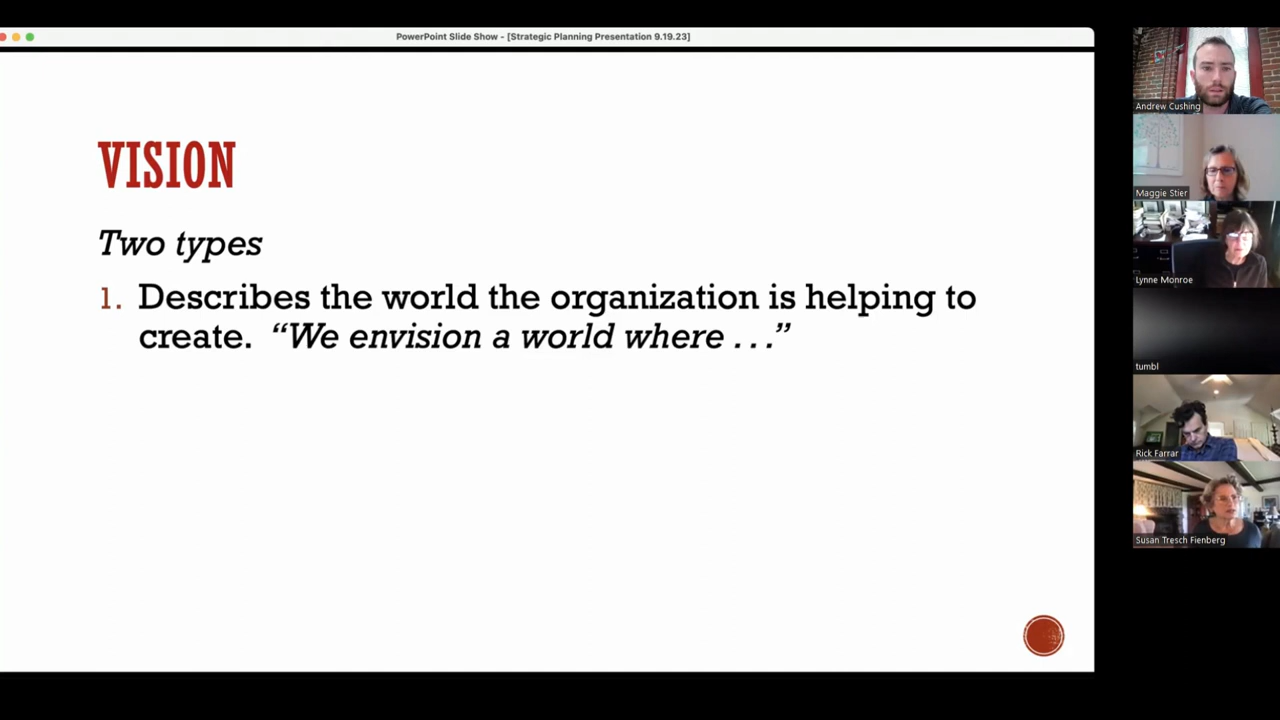 PowerPoint Slide Show - [Strategic Planning Presentation 9.19.23]
VISION
Two types
1. Describes the world the organization is helping to
create. “We envision a world where . . .”
Andrew Cushing
Maggie Stier
Lynne Monroe
tumbl
Rick Farrar
Susan Tresch Fienberg